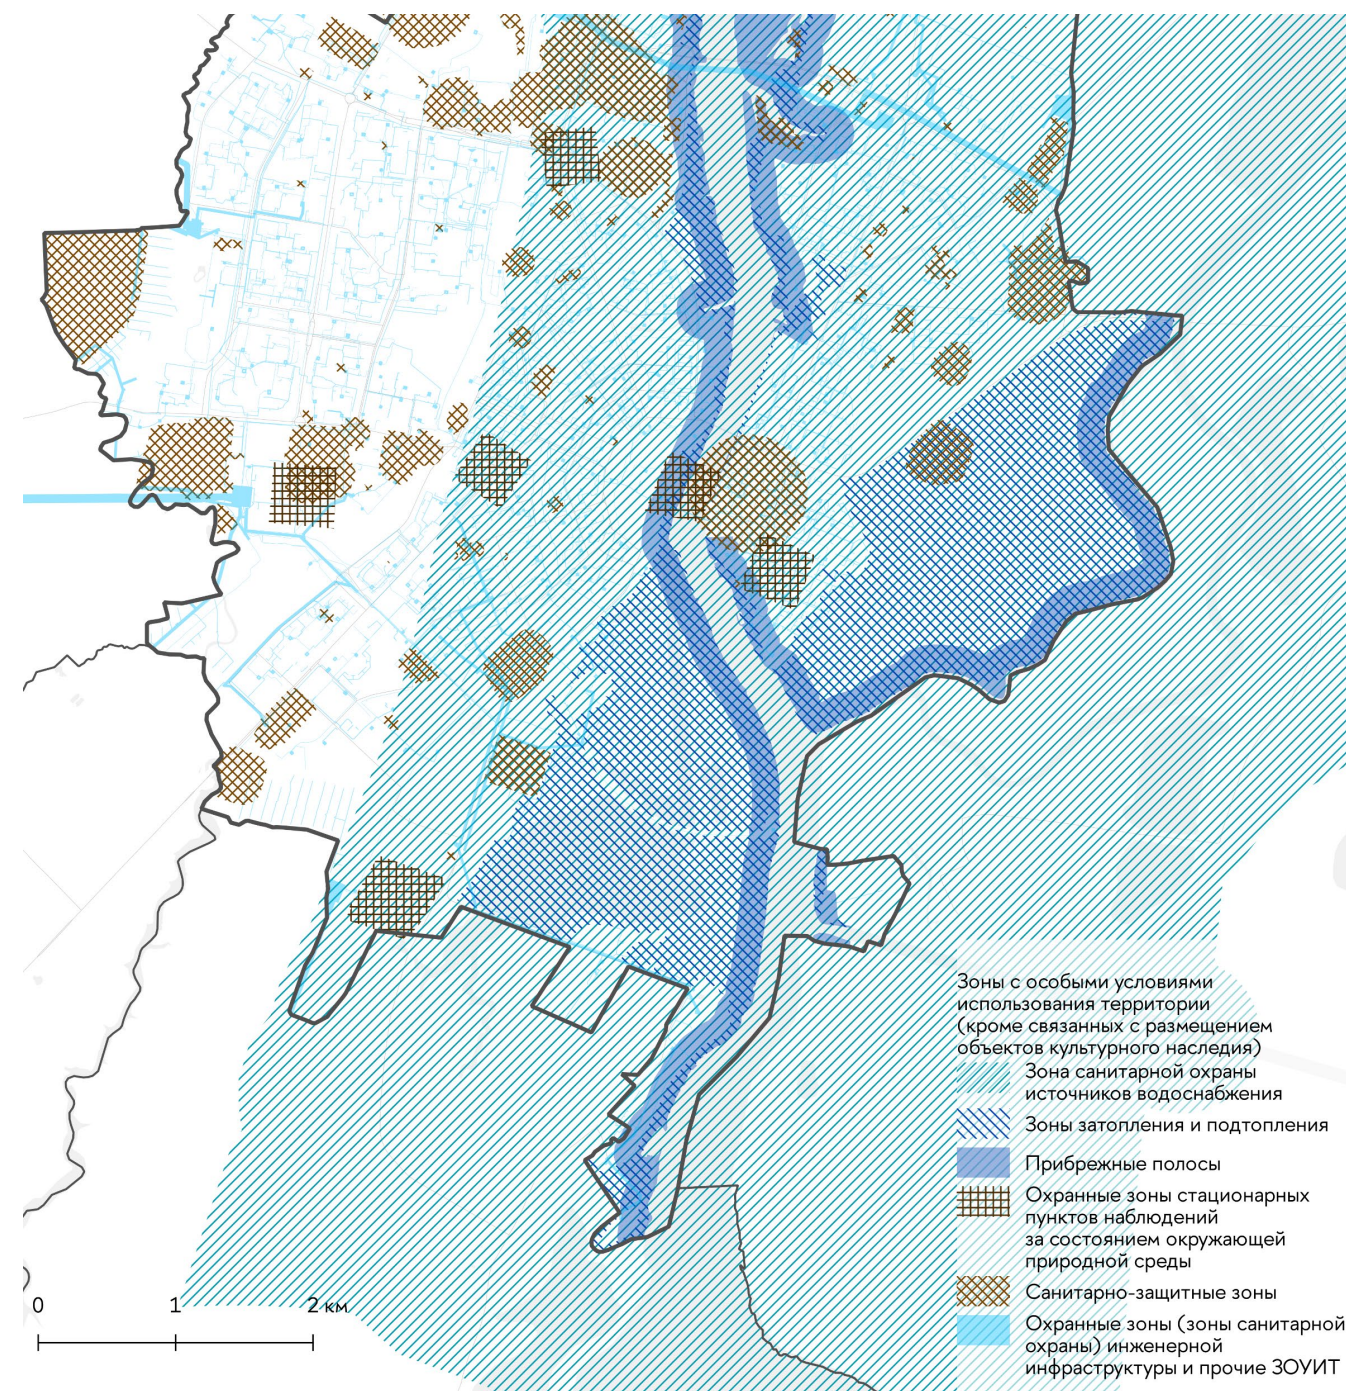 Зоны с особыми условиями
использования территории
(кроме связанных с размещением
объектов культурного наследия)
Зона санитарной охраны
источников водоснабжения
Зоны затопления и подтопления
Прибрежные полосы
Охранные зоны стационарных
пунктов наблюдений
за состоянием окружающей
природной среды
Санитарно-защитные зоны
Охранные зоны (зоны санитарной
охраны) инженерной
инфраструктуры и прочие ЗОУИТ
0 1 2 км